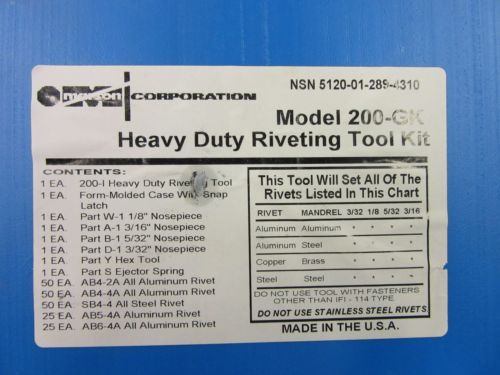 NSN 5120-01-289-4310
marson CORPORATION
Model 200-GK
Heavy Duty Riveting Tool Kit
CONTENTS:
1 EA. 200-I Heavy Duty Riveting Tool
1 EA. Form-Molded Case With Snap
Latch
1 EA. Part W-1 1/8" Nosepiece
1 EA. Part A-1 3/16" Nosepiece
1 EA. Part B-1 5/32" Nosepiece
1 EA. Part D-1 3/32" Nosepiece
1 EA. Part Y Hex Tool
1 EA. Part S Ejector Spring
50 EA. AB4-2A All Aluminum Rivet
50 EA. AB4-4A All Aluminum Rivet
50 EA. SB4-4 All Steel Rivet
25 EA. AB5-4A All Aluminum Rivet
25 EA. AB6-4A All Aluminum Rivet
This Tool Will Set All Of The
Rivets Listed In This Chart
RIVET MANDREL 3/32 1/8 5/32 3/16
Aluminum Aluminum • • • •
Aluminum Steel • • • •
Copper Brass • • • •
Steel Steel • • • •
DO NOT USE TOOL WITH FASTENERS
OTHER THAN IFI - 114 TYPE
DO NOT USE STAINLESS STEEL RIVETS.
MADE IN THE U.S.A.